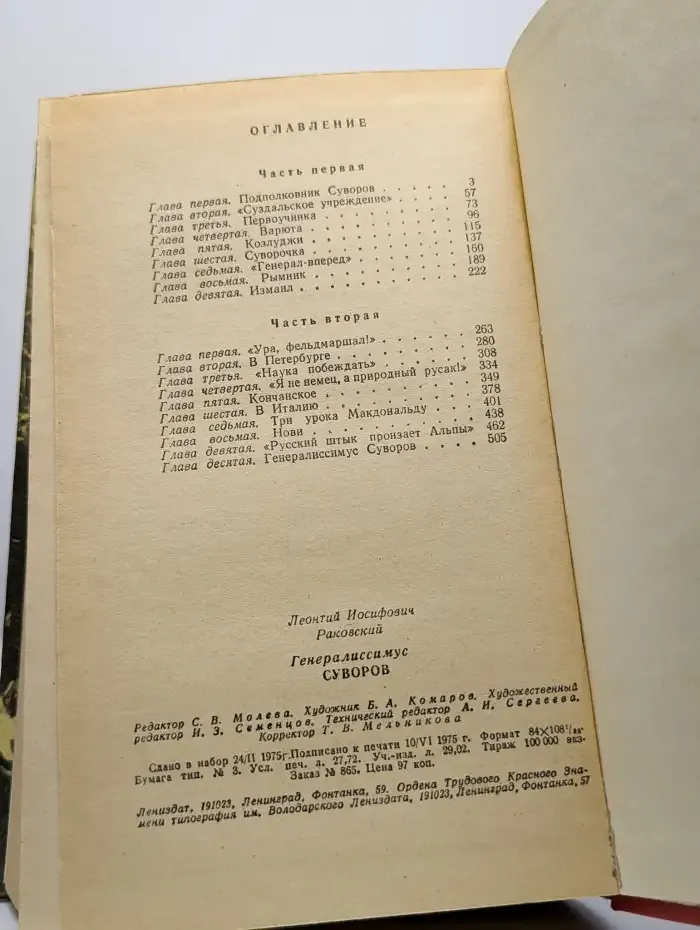 ОГЛАВЛЕНИЕ
Часть первая
Глава первая. Подполковник Суворов . . . . . 3
Глава вторая. «Суздальское учреждение» . . . . 57
Глава третья. Первоучинка . . . . . . . . 73
Глава четвертая. Варюта . . . . . . . . 96
Глава пятая. Козлуджи . . . . . . . . 115
Глава шестая. Суворочка . . . . . . . . 137
Глава седьмая. «Генерал-вперед» . . . . . . 160
Глава восьмая. Рымник . . . . . . . . 189
Глава девятая. Измаил . . . . . . . . 222
Часть вторая
Глава первая. «Ура, фельдмаршал!» . . . . . 263
Глава вторая. В Петербурге . . . . . . . 280
Глава третья. «Наука побеждать» . . . . . . 308
Глава четвертая. «Я не немец, а природный русак!» 334
Глава пятая. Кончанское . . . . . . . . 349
Глава шестая. В Италию . . . . . . . . 378
Глава седьмая. Три урока Макдональду . . . . 401
Глава восьмая. Нови . . . . . . . . . 438
Глава девятая. «Русский штык пронзает Альпы» 462
Глава десятая. Генералиссимус Суворов . . . . 505
Леонтий Иосифович
Раковский
Генералиссимус
СУВОРОВ
Редактор С. В. Молева. Художник Б. А. Комаров. Художественный
редактор И. З. Семенцов. Технический редактор А. И. Сергеева.
Корректор Т. В. Мельникова
Сдано в набор 24/II 1975 г. Подписано к печати 10/VI 1975 г. Формат 84×108 1/32.
Бумага тип. № 3. Усл. печ. л. 27,72. Уч.-изд. л. 29,02. Тираж 100 000 экз.
Заказ № 865. Цена 97 коп.
Лениздат, 191023, Ленинград, Фонтанка, 59. Ордена Трудового Красного Зна-
мени типография им. Володарского Лениздата, 191023, Ленинград, Фонтанка, 57